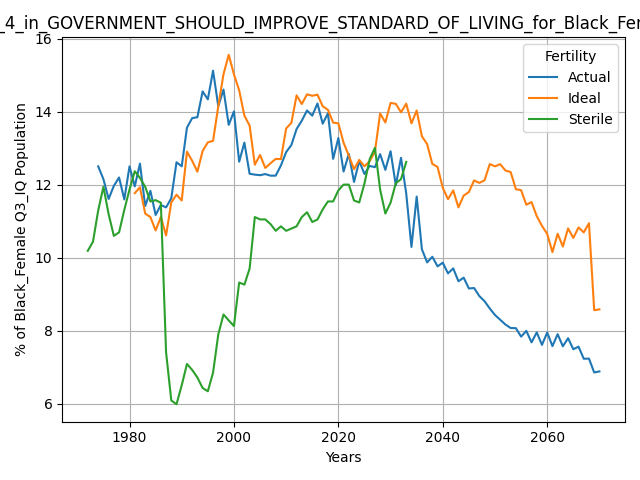 _4_in_GOVERNMENT_SHOULD_IMPROVE_STANDARD_OF_LIVING_for_Black_Fem
Fertility
Actual
Ideal
Sterile
% of Black_Female Q3_IQ Population
16
14
12
10
8
6
1980
2000
2020
2040
2060
Years